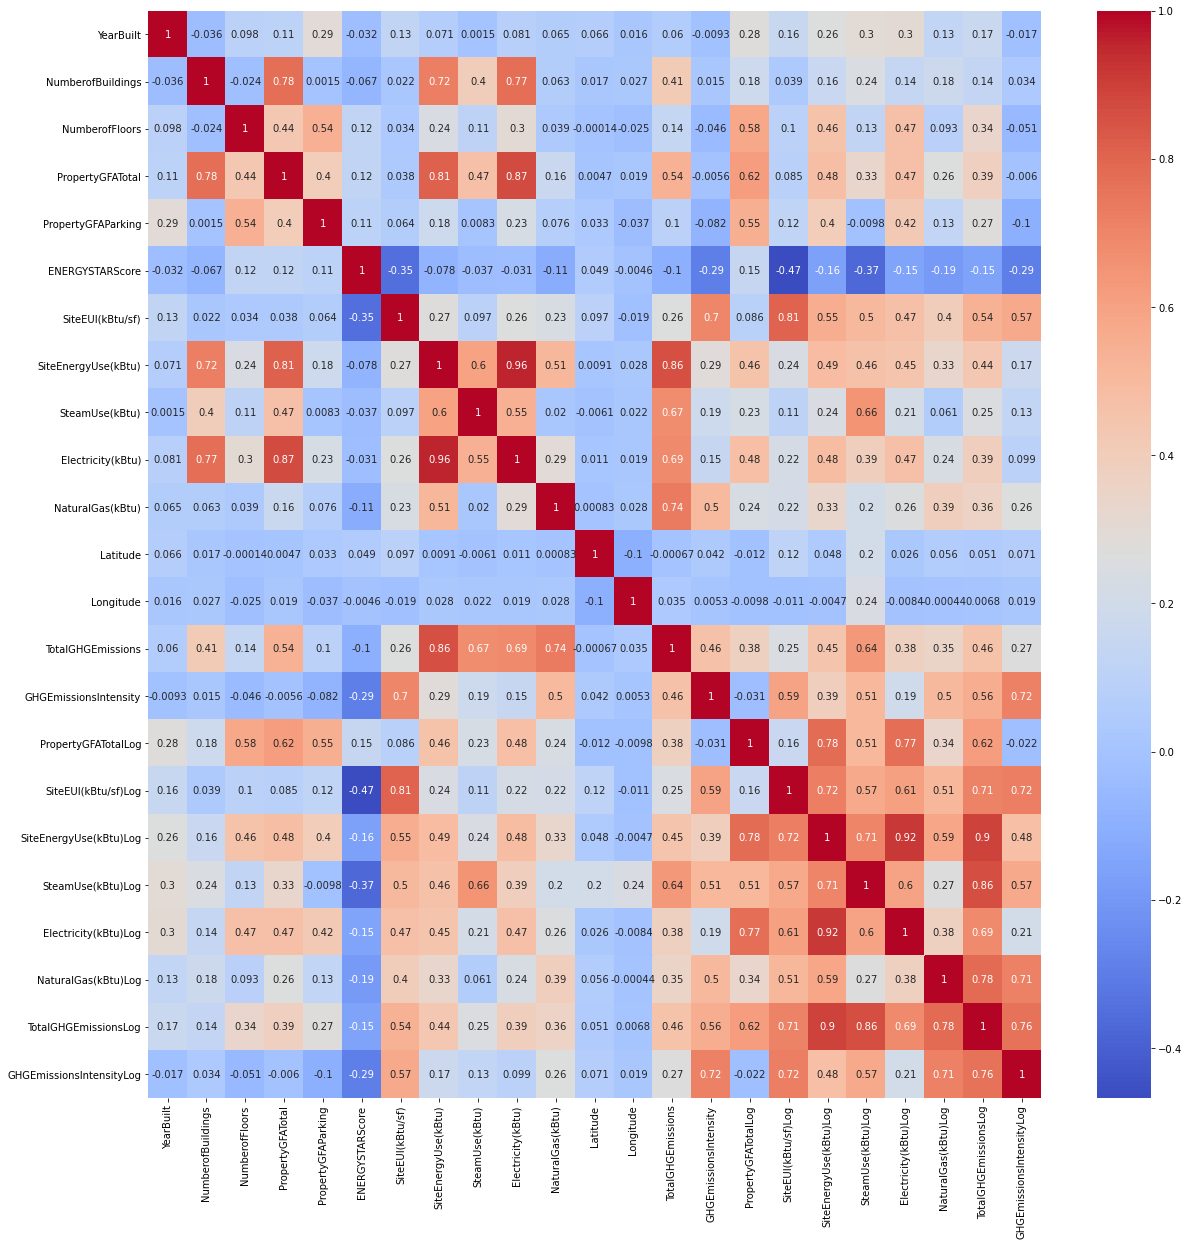 YearBuilt 1 -0.036 0.098 0.11 0.29 -0.032 0.13 0.071 0.0015 0.081 0.065 0.066 0.016 0.06 -0.0093 0.28 0.16 0.26 0.3 0.3 0.13 0.17 -0.017
NumberofBuildings -0.036 1 -0.024 0.78 0.0015 -0.067 0.022 0.72 0.4 0.77 0.063 0.017 0.027 0.41 0.015 0.18 0.039 0.16 0.24 0.14 0.18 0.14 0.034
NumberofFloors 0.098 -0.024 1 0.44 0.54 0.12 0.034 0.24 0.11 0.3 0.039 -0.00014 -0.025 0.14 -0.046 0.58 0.1 0.46 0.13 0.47 0.093 0.34 -0.051
PropertyGFATotal 0.11 0.78 0.44 1 0.4 0.12 0.038 0.81 0.47 0.87 0.16 0.0047 0.019 0.54 -0.0056 0.62 0.085 0.48 0.33 0.47 0.26 0.39 -0.006
PropertyGFAParking 0.29 0.0015 0.54 0.4 1 0.11 0.064 0.18 0.0083 0.23 0.076 0.033 -0.037 0.1 -0.082 0.55 0.12 0.4 -0.0098 0.42 0.13 0.27 -0.1
ENERGYSTARScore -0.032 -0.067 0.12 0.12 0.11 1 -0.35 -0.078 -0.037 -0.031 -0.11 0.049 -0.0046 -0.1 -0.29 0.15 -0.47 -0.16 -0.37 -0.15 -0.19 -0.15 -0.29
SiteEUI(kBtu/sf) 0.13 0.022 0.034 0.038 0.064 -0.35 1 0.27 0.097 0.26 0.23 0.097 -0.019 0.26 0.7 0.086 0.81 0.55 0.5 0.47 0.4 0.54 0.57
SiteEnergyUse(kBtu) 0.071 0.72 0.24 0.81 0.18 -0.078 0.27 1 0.6 0.96 0.51 0.0091 0.028 0.86 0.29 0.46 0.24 0.49 0.46 0.45 0.33 0.44 0.17
SteamUse(kBtu) 0.0015 0.4 0.11 0.47 0.0083 -0.037 0.097 0.6 1 0.55 0.02 -0.0061 0.022 0.67 0.19 0.23 0.11 0.24 0.66 0.21 0.061 0.25 0.13
Electricity(kBtu) 0.081 0.77 0.3 0.87 0.23 -0.031 0.26 0.96 0.55 1 0.29 0.011 0.019 0.69 0.15 0.48 0.22 0.48 0.39 0.47 0.24 0.39 0.099
NaturalGas(kBtu) 0.065 0.063 0.039 0.16 0.076 -0.11 0.23 0.51 0.02 0.29 1 0.00083 0.028 0.74 0.5 0.24 0.22 0.33 0.2 0.26 0.39 0.36 0.26
Latitude 0.066 0.017 -0.00014 0.0047 0.033 0.049 0.097 0.0091 -0.0061 0.011 0.00083 1 -0.1 -0.00067 0.042 -0.012 0.12 0.048 0.2 0.026 0.056 0.051 0.071
Longitude 0.016 0.027 -0.025 0.019 -0.037 -0.0046 -0.019 0.028 0.022 0.019 0.028 -0.1 1 0.035 0.0053 -0.0098 -0.011 -0.0047 0.24 -0.0084 -0.00044 0.0068 0.019
TotalGHGEmissions 0.06 0.41 0.14 0.54 0.1 -0.1 0.26 0.86 0.67 0.69 0.74 -0.00067 0.035 1 0.46 0.38 0.25 0.45 0.64 0.38 0.35 0.46 0.27
GHGEmissionsIntensity -0.0093 0.015 -0.046 -0.0056 -0.082 -0.29 0.7 0.29 0.19 0.15 0.5 0.042 0.0053 0.46 1 -0.031 0.59 0.39 0.51 0.19 0.5 0.56 0.72
PropertyGFATotalLog 0.28 0.18 0.58 0.62 0.55 0.15 0.086 0.46 0.23 0.48 0.24 -0.012 -0.0098 0.38 -0.031 1 0.16 0.78 0.51 0.77 0.34 0.62 -0.022
SiteEUI(kBtu/sf)Log 0.16 0.039 0.1 0.085 0.12 -0.47 0.81 0.24 0.11 0.22 0.22 0.12 -0.011 0.25 0.59 0.16 1 0.72 0.57 0.61 0.51 0.71 0.72
SiteEnergyUse(kBtu)Log 0.26 0.16 0.46 0.48 0.4 -0.16 0.55 0.49 0.24 0.48 0.33 0.048 -0.0047 0.45 0.39 0.78 0.72 1 0.71 0.92 0.59 0.9 0.48
SteamUse(kBtu)Log 0.3 0.24 0.13 0.33 -0.0098 -0.37 0.5 0.46 0.66 0.39 0.2 0.2 0.24 0.64 0.51 0.51 0.57 0.71 1 0.6 0.27 0.86 0.57
Electricity(kBtu)Log 0.3 0.14 0.47 0.47 0.42 -0.15 0.47 0.45 0.21 0.47 0.26 0.026 -0.0084 0.38 0.19 0.77 0.61 0.92 0.6 1 0.38 0.69 0.21
NaturalGas(kBtu)Log 0.13 0.18 0.093 0.26 0.13 -0.19 0.4 0.33 0.061 0.24 0.39 0.056 -0.00044 0.35 0.5 0.34 0.51 0.59 0.27 0.38 1 0.78 0.71
TotalGHGEmissionsLog 0.17 0.14 0.34 0.39 0.27 -0.15 0.54 0.44 0.25 0.39 0.36 0.051 0.0068 0.46 0.56 0.62 0.71 0.9 0.86 0.69 0.78 1 0.76
GHGEmissionsIntensityLog -0.017 0.034 -0.051 -0.006 -0.1 -0.29 0.57 0.17 0.13 0.099 0.26 0.071 0.019 0.27 0.72 -0.022 0.72 0.48 0.57 0.21 0.71 0.76 1
YearBuilt
NumberofBuildings
NumberofFloors
PropertyGFATotal
PropertyGFAParking
ENERGYSTARScore
SiteEUI(kBtu/sf)
SiteEnergyUse(kBtu)
SteamUse(kBtu)
Electricity(kBtu)
NaturalGas(kBtu)
Latitude
Longitude
TotalGHGEmissions
GHGEmissionsIntensity
PropertyGFATotalLog
SiteEUI(kBtu/sf)Log
SiteEnergyUse(kBtu)Log
SteamUse(kBtu)Log
Electricity(kBtu)Log
NaturalGas(kBtu)Log
TotalGHGEmissionsLog
GHGEmissionsIntensityLog
1.0
0.8
0.6
0.4
0.2
0.0
−0.2
−0.4